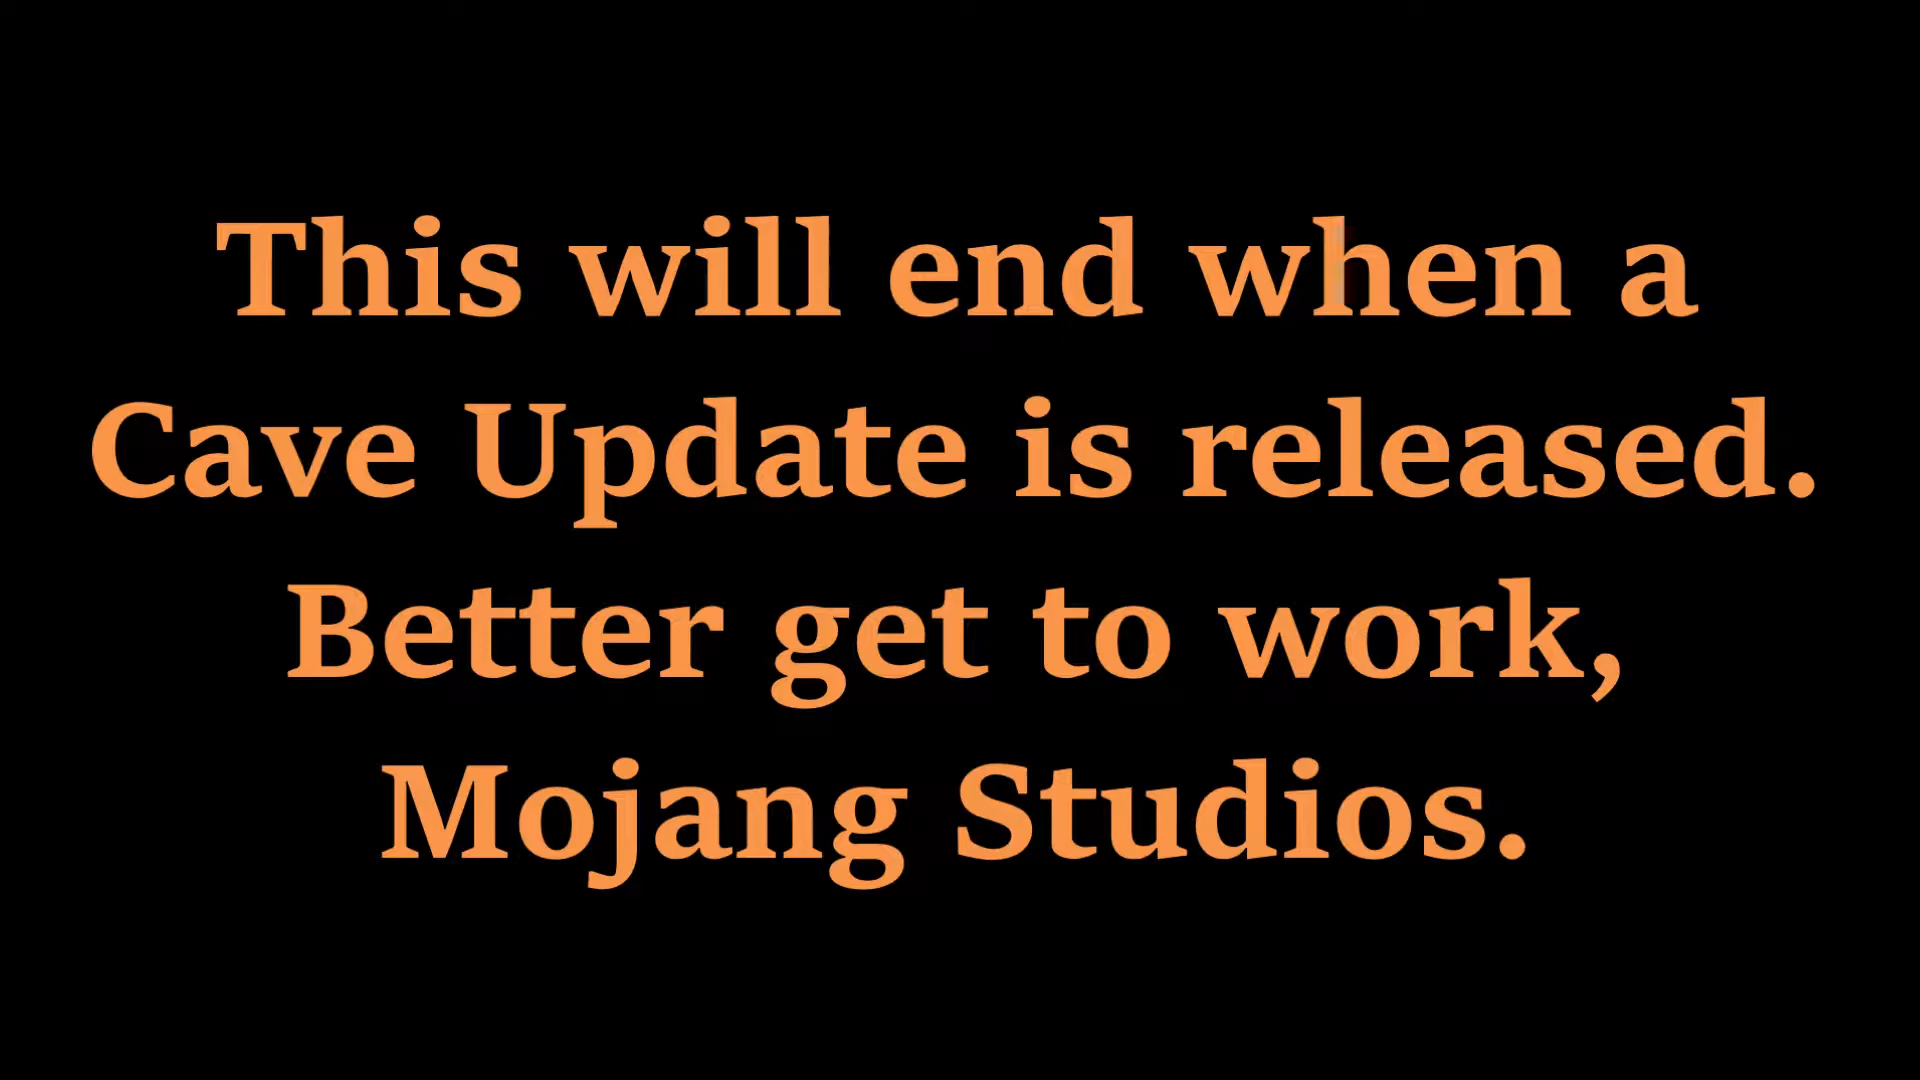 This will end when a
Cave Update is released.
Better get to work,
Mojang Studios.